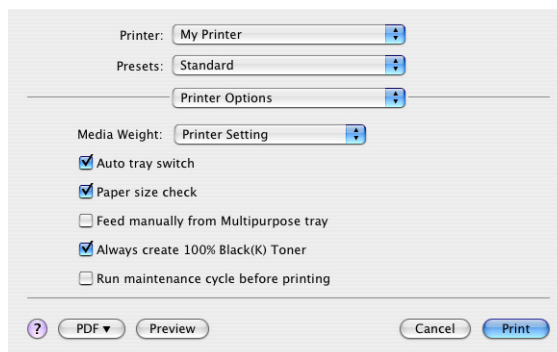 Printer: My Printer
Presets: Standard
Printer Options
Media Weight: Printer Setting
Auto tray switch
Paper size check
Feed manually from Multipurpose tray
Always create 100% Black(K) Toner
Run maintenance cycle before printing
? PDF ▼ Preview Cancel Print